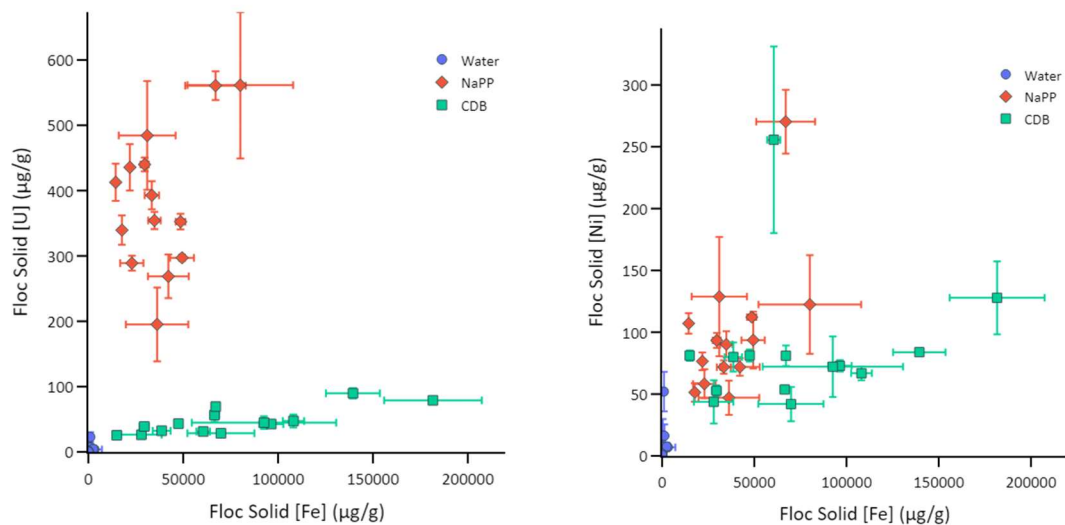 600
500
400
300
200
100
0
Floc Solid [U] (µg/g)
Water
NaPP
CDB
0
50000
100000
150000
200000
Floc Solid [Fe] (µg/g)
300
250
200
150
100
50
0
Floc Solid [Ni] (µg/g)
Water
NaPP
CDB
0
50000
100000
150000
200000
Floc Solid [Fe] (µg/g)